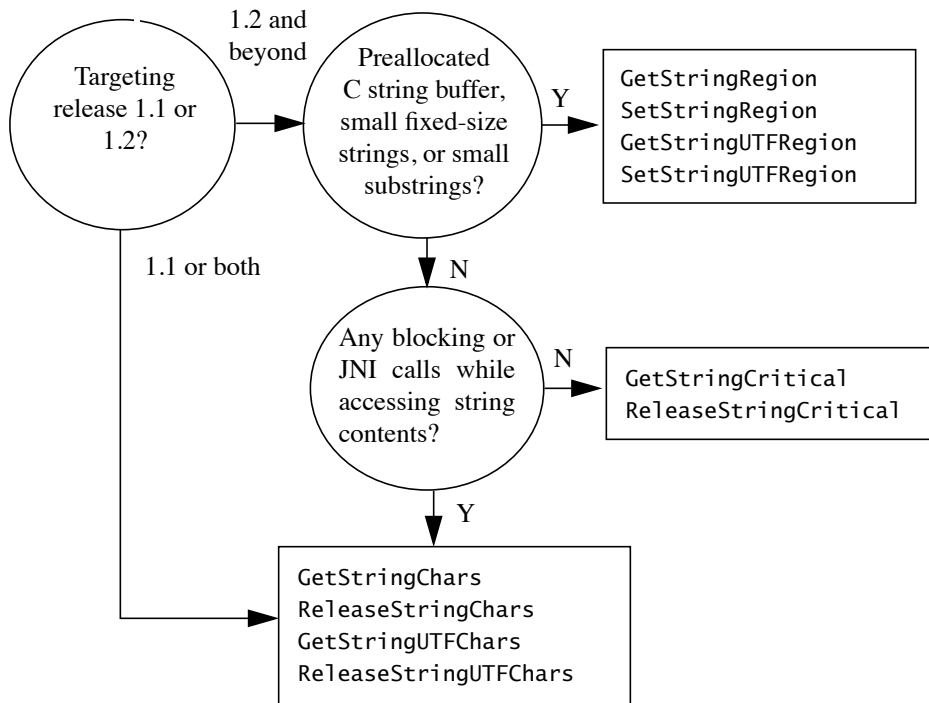 Targeting
release 1.1 or
1.2?
1.2 and
beyond
Preallocated
C string buffer,
small fixed-size
strings, or small
substrings?
Y
GetStringRegion
SetStringRegion
GetStringUTFRegion
SetStringUTFRegion
1.1 or both
N
Any blocking or
JNI calls while
accessing string
contents?
N
GetStringCritical
ReleaseStringCritical
Y
GetStringChars
ReleaseStringChars
GetStringUTFChars
ReleaseStringUTFChars